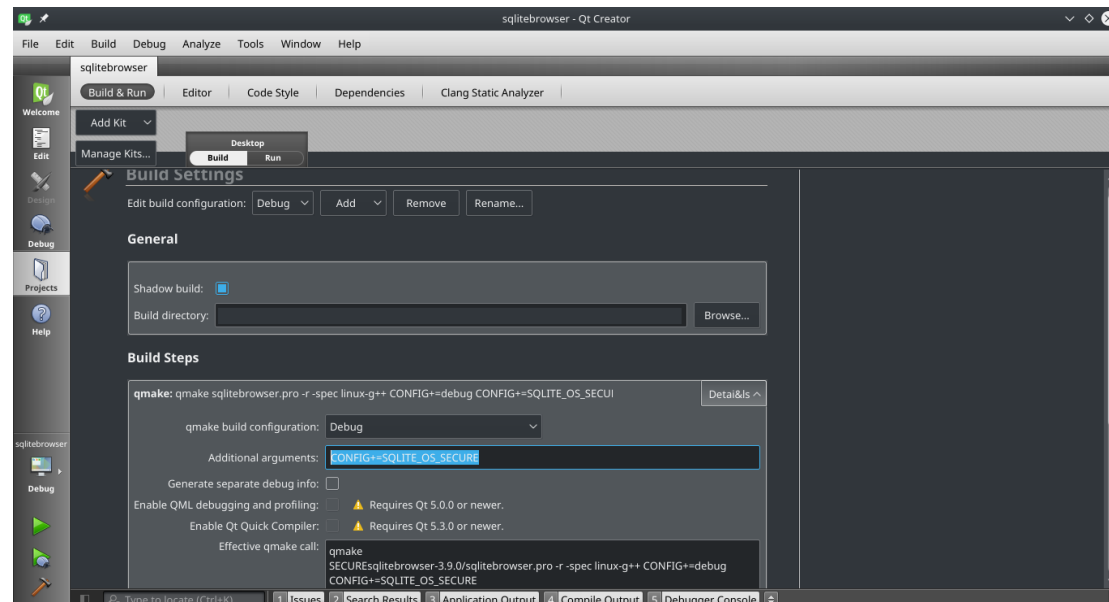 sqlitebrowser - Qt Creator
File Edit Build Debug Analyze Tools Window Help
sqlitebrowser
Build & Run Editor Code Style Dependencies Clang Static Analyzer
Qt
Welcome
Edit
Design
Debug
Projects
Help
sqlitebrowser
Debug
Add Kit
Manage Kits...
Desktop
Build Run
Build Settings
Edit build configuration: Debug Add Remove Rename...
General
Shadow build:
Build directory: Browse...
Build Steps
qmake: qmake sqlitebrowser.pro -r -spec linux-g++ CONFIG+=debug CONFIG+=SQLITE_OS_SECUI Detai&ls
qmake build configuration: Debug
Additional arguments: CONFIG+=SQLITE_OS_SECURE
Generate separate debug info:
Enable QML debugging and profiling: Requires Qt 5.0.0 or newer.
Enable Qt Quick Compiler: Requires Qt 5.3.0 or newer.
Effective qmake call: qmake
SECUREsqlitebrowser-3.9.0/sqlitebrowser.pro -r -spec linux-g++ CONFIG+=debug
CONFIG+=SQLITE_OS_SECURE
Type to locate (Ctrl+K) 1 Issues 2 Search Results 3 Application Output 4 Compile Output 5 Debugger Console